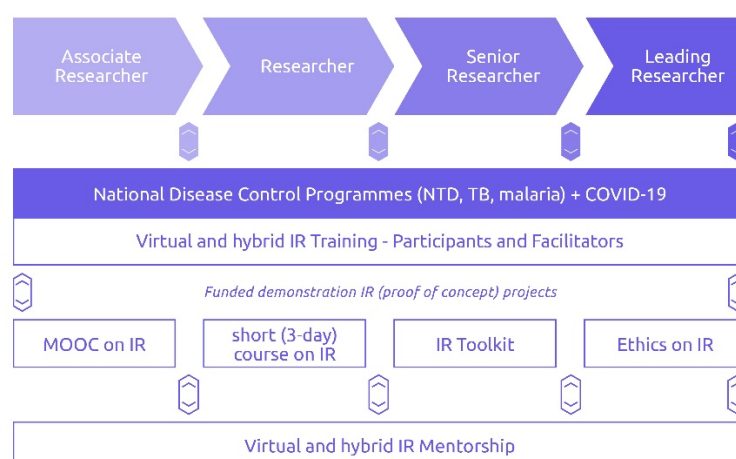 Associate
Researcher
Researcher
Senior
Researcher
Leading
Researcher
National Disease Control Programmes (NTD, TB, malaria) + COVID-19
Virtual and hybrid IR Training - Participants and Facilitators
Funded demonstration IR (proof of concept) projects
MOOC on IR
short (3-day)
course on IR
IR Toolkit
Ethics on IR
Virtual and hybrid IR Mentorship